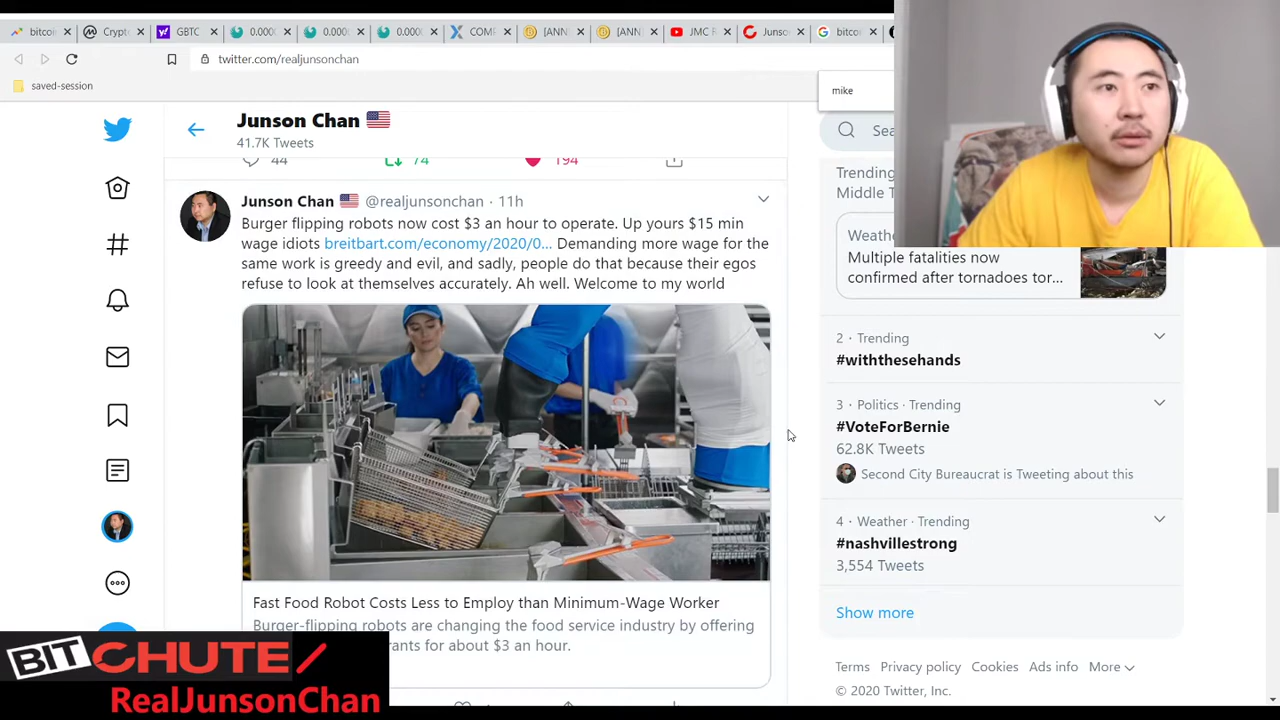 bitco
Crypt
GBTC
0.000
0.000
0.000
COM
[ANN
[ANN
JMC R
Junso
bitco
twitter.com/realjunsonchan
saved-session
mike
Junson Chan
41.7K Tweets
44
74
194
Junson Chan @realjunsonchan · 11h
Burger flipping robots now cost $3 an hour to operate. Up yours $15 min
wage idiots breitbart.com/economy/2020/0... Demanding more wage for the
same work is greedy and evil, and sadly, people do that because their egos
refuse to look at themselves accurately. Ah well. Welcome to my world
Fast Food Robot Costs Less to Employ than Minimum-Wage Worker
Burger-flipping robots are changing the food service industry by offering
rants for about $3 an hour.
Sea
Trending
Middle T
Weathe
Multiple fatalities now
confirmed after tornadoes tor...
2 · Trending
#withthesehands
3 · Politics · Trending
#VoteForBernie
62.8K Tweets
Second City Bureaucrat is Tweeting about this
4 · Weather · Trending
#nashvillestrong
3,554 Tweets
Show more
Terms Privacy policy Cookies Ads info More
© 2020 Twitter, Inc.
BITCHUTE/
RealJunsonChan